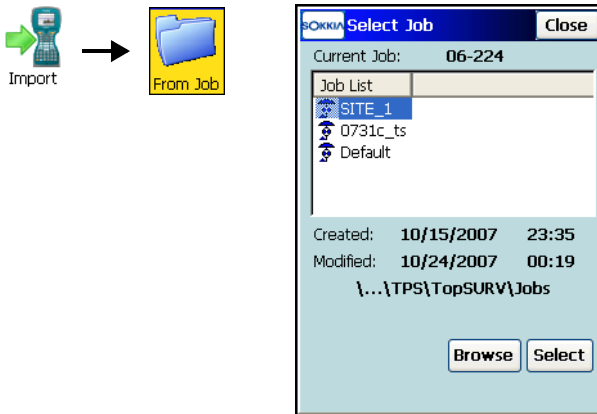 Import
From Job
SOKKIA Select Job Close
Current Job: 06-224
Job List
SITE_1
0731c_ts
Default
Created: 10/15/2007 23:35
Modified: 10/24/2007 00:19
\...\TPS\TopSURV\Jobs
Browse Select